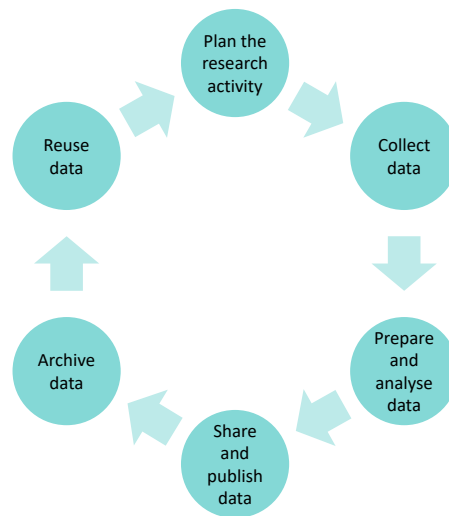 Plan the
research
activity
Collect
data
Prepare and
analyse
data
Share
and
publish
data
Archive
data
Reuse
data